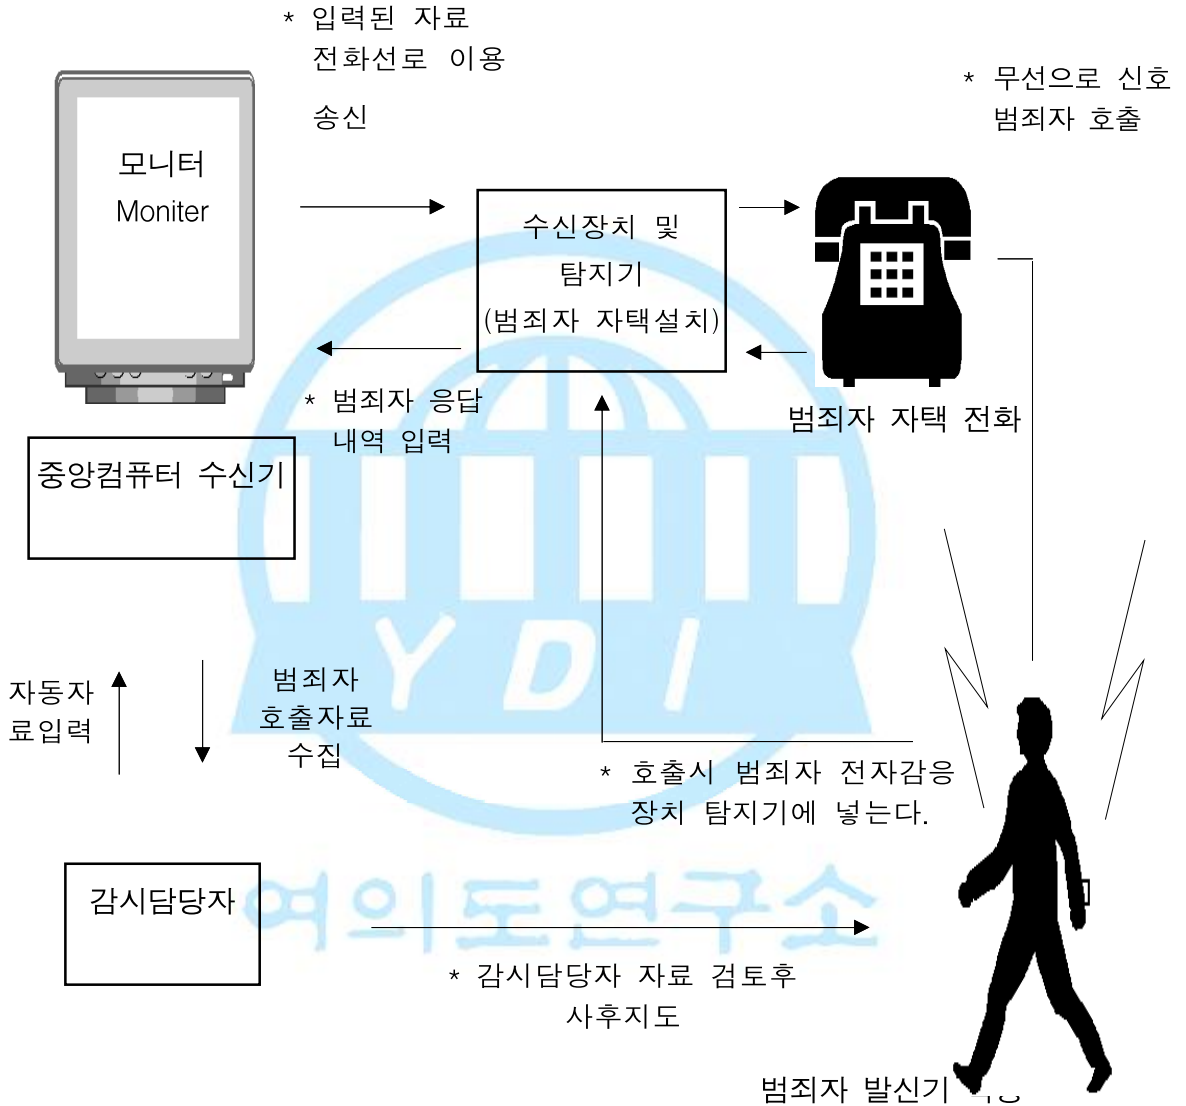 * 입력된 자료
전화선로 이용
송신
* 무선으로 신호
범죄자 호출
모니터
Moniter
수신장치 및
탐지기
(범죄자 자택설치)
* 범죄자 응답
내역 입력
범죄자 자택 전화
중앙컴퓨터 수신기
자동자
료입력
범죄자
호출자료
수집
YDI
* 호출시 범죄자 전자감응
장치 탐지기에 넣는다.
감시담당자
여의도연구소
* 감시담당자 자료 검토후
사후지도
범죄자 발신기